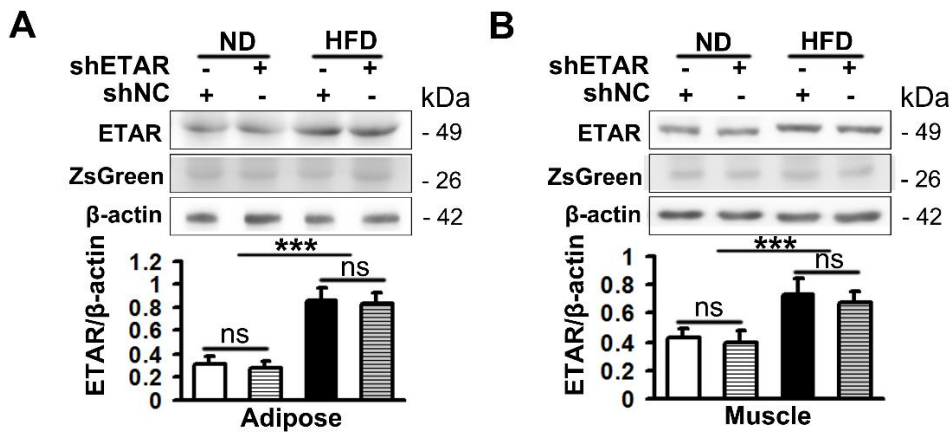 A
ND HFD
shETAR - + - +
shNC + - + - kDa
ETAR - 49
ZsGreen - 26
β-actin - 42
ETAR/β-actin
1.2
1
0.8
0.6
0.4
0.2
0
***
ns
ns
Adipose
B
ND HFD
shETAR - + - +
shNC + - + - kDa
ETAR - 49
ZsGreen - 26
β-actin - 42
ETAR/β-actin
1
0.8
0.6
0.4
0.2
0
***
ns
ns
Muscle